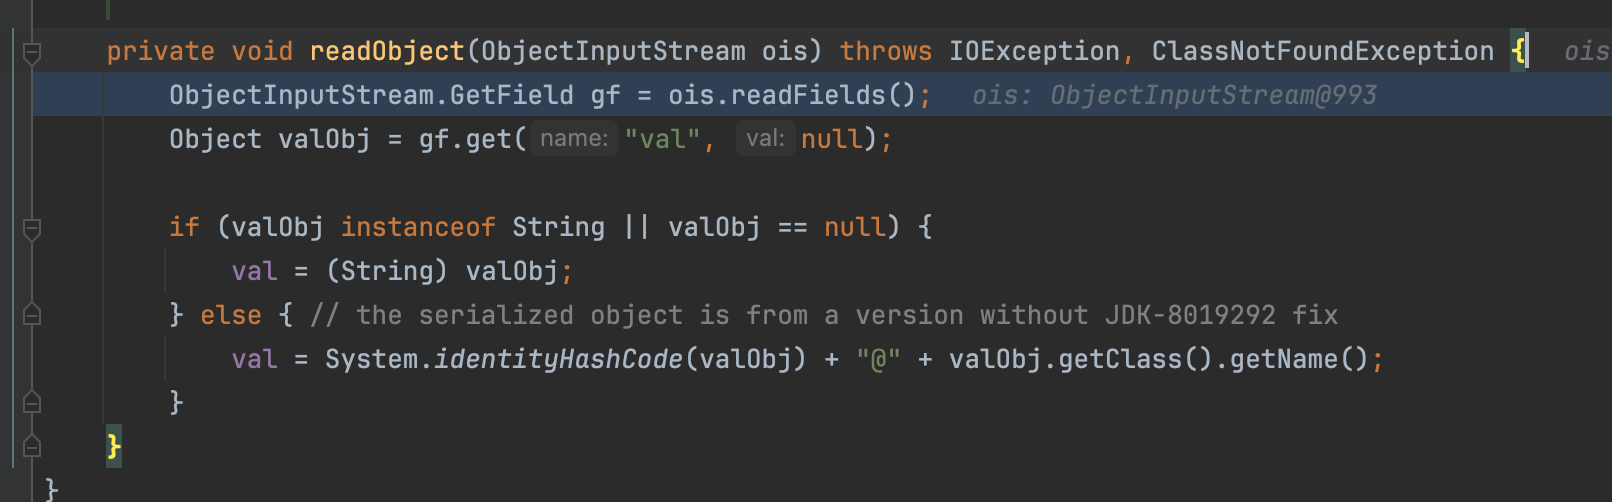 private void readObject(ObjectInputStream ois) throws IOException, ClassNotFoundException { ois
ObjectInputStream.GetField gf = ois.readFields(); ois: ObjectInputStream@993
Object valObj = gf.get( name: "val", val: null);
if (valObj instanceof String || valObj == null) {
val = (String) valObj;
} else { // the serialized object is from a version without JDK-8019292 fix
val = System.identityHashCode(valObj) + "@" + valObj.getClass().getName();
}
}
}